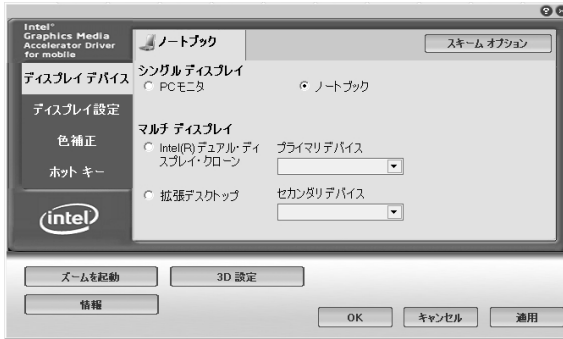 Intel®
Graphics Media
Accelerator Driver
for mobile
ノートブック
スキーム オプション
ディスプレイ デバイス
ディスプレイ設定
色補正
ホット キー
intel
シングル ディスプレイ
PCモニタ
ノートブック
マルチ ディスプレイ
Intel(R) デュアル・ディ
スプレイ・クローン
プライマリ デバイス
拡張デスクトップ
セカンダリ デバイス
ズームを起動
3D 設定
情報
OK
キャンセル
適用